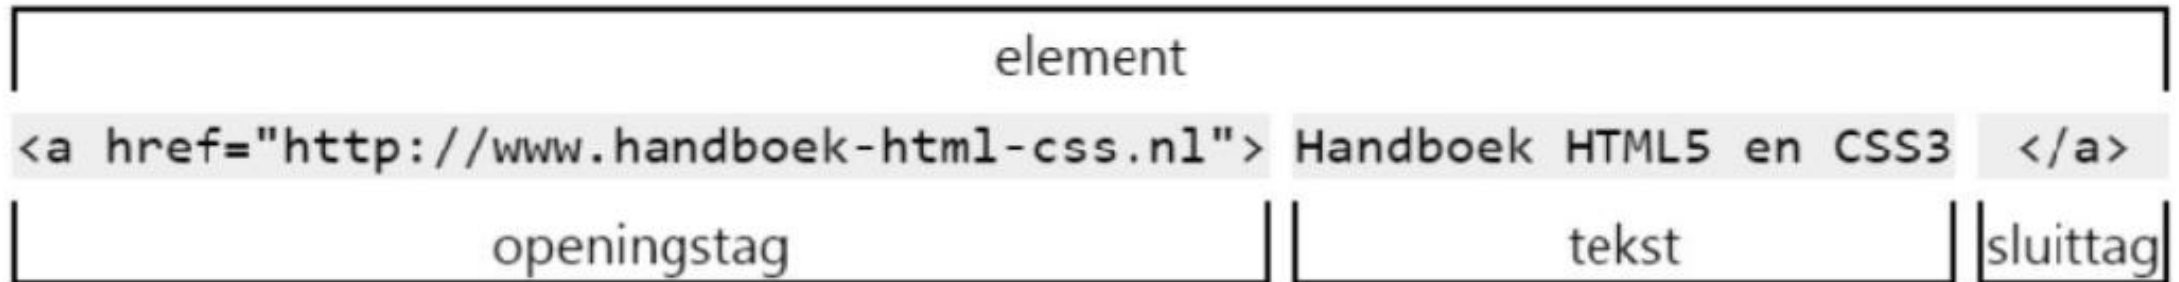 element
<a href="http://www.handboek-html-css.nl"> Handboek HTML5 en CSS3 </a>
openingstag tekst sluittag